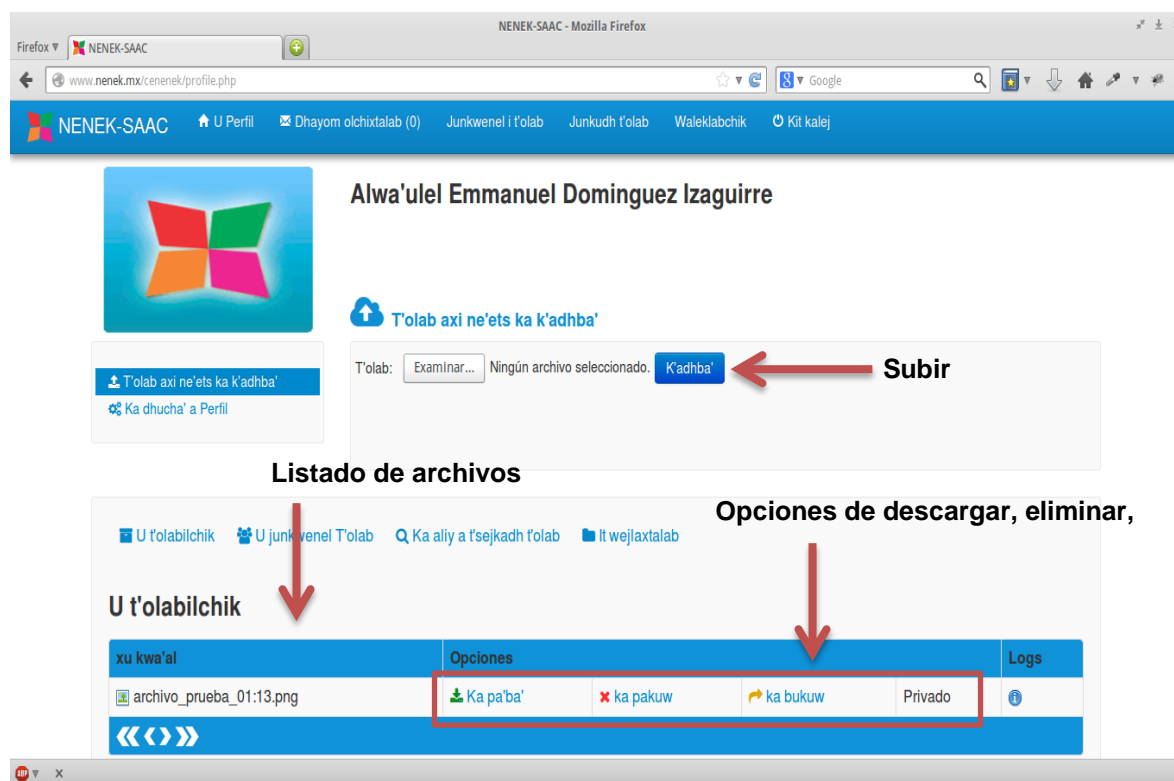 NENEK-SAAC - Mozilla Firefox
Firefox
NENEK-SAAC
www.nenek.mx/cenenek/profile.php
Google
NENEK-SAAC U Perfil Dhayom olchixtalab (0) Junkwenel i t'olab Junkudh t'olab Waleklabchik Kit kalej
Alwa'ulel Emmanuel Dominguez Izaguirre
T'olab axi ne'ets ka k'adhba'
T'olab: Examinar... Ningún archivo seleccionado. K'adhba'
Subir
T'olab axi ne'ets ka k'adhba'
Ka dhucha' a Perfil
Listado de archivos
Opciones de descargar, eliminar,
U t'olabilchik U junkwenel T'olab Ka aliy a t'sejkadh t'olab It wejlaxtalab
U t'olabilchik
xu kwa'al Opciones Logs
archivo_prueba_01:13.png Ka pa'ba' ka pakuw ka bukuw Privado
ABP